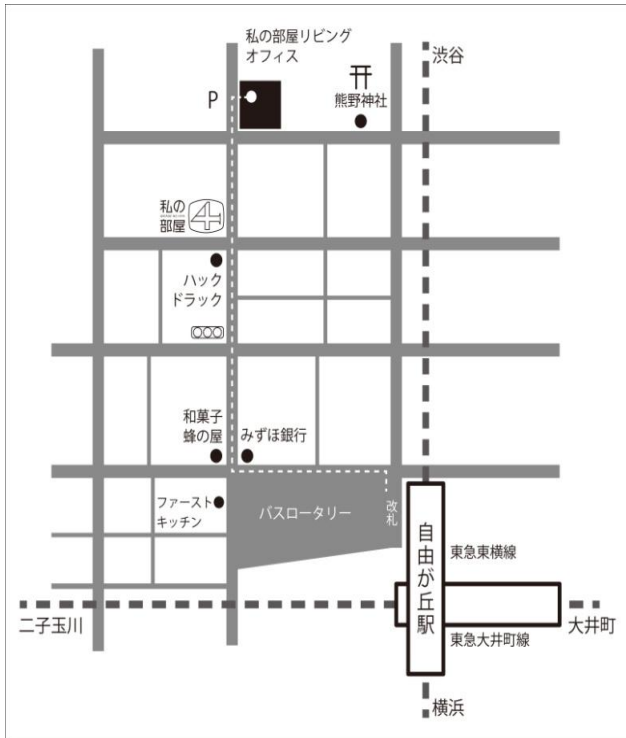 私の部屋リビング
オフィス
渋谷
P
熊野神社
私の
部屋
ハック
ドラック
和菓子
蜂の屋
みずほ銀行
ファースト
キッチン
バスロータリー
改札
自由が丘駅
東急東横線
二子玉川
大井町
東急大井町線
横浜